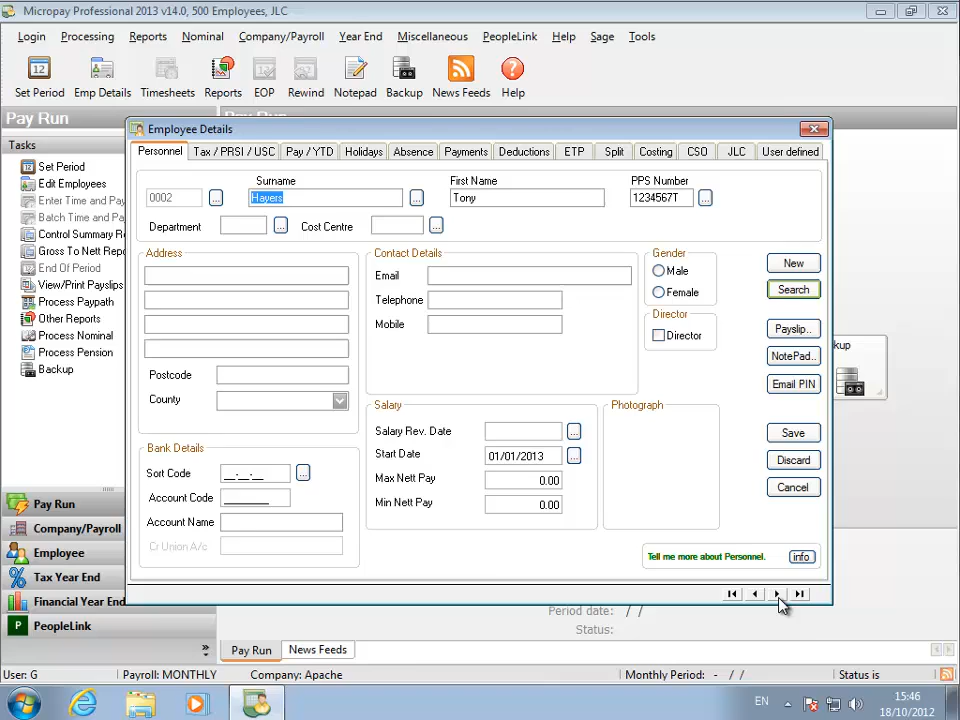 Micropay Professional 2013 v14.0, 500 Employees, JLC
Login Processing Reports Nominal Company/Payroll Year End Miscellaneous PeopleLink Help Sage Tools
Set Period Emp Details Timesheets Reports EOP Rewind Notepad Backup News Feeds Help
Pay Run
Tasks
Set Period
Edit Employees
Enter Time and Pa
Batch Time and Pa
Control Summary Re
Gross To Nett Repo
End Of Period
View/Print Payslips
Process Paypath
Other Reports
Process Nominal
Process Pension
Backup
Pay Run
Company/Payroll
Employee
Tax Year End
Financial Year End
PeopleLink
Employee Details
Personnel Tax / PRSI / USC Pay / YTD Holidays Absence Payments Deductions ETP Split Costing CSO JLC User defined
Surname First Name PPS Number
0002 ... Hayers ... Tony 1234567T ...
Department ... Cost Centre ...
Address
Postcode
County
Contact Details
Email
Telephone
Mobile
Gender
Male
Female
Director
Director
New
Search
Payslip..
NotePad..
Email PIN
Save
Discard
Cancel
Bank Details
Sort Code __.__.__ ...
Account Code ________
Account Name
Cr Union A/c
Salary
Salary Rev. Date ...
Start Date 01/01/2013 ...
Max Nett Pay 0.00
Min Nett Pay 0.00
Photograph
Tell me more about Personnel. info
kup
Period date: / /
Status:
Pay Run News Feeds
User: G Payroll: MONTHLY Company: Apache Monthly Period: - / / Status is
EN 15:46
18/10/2012